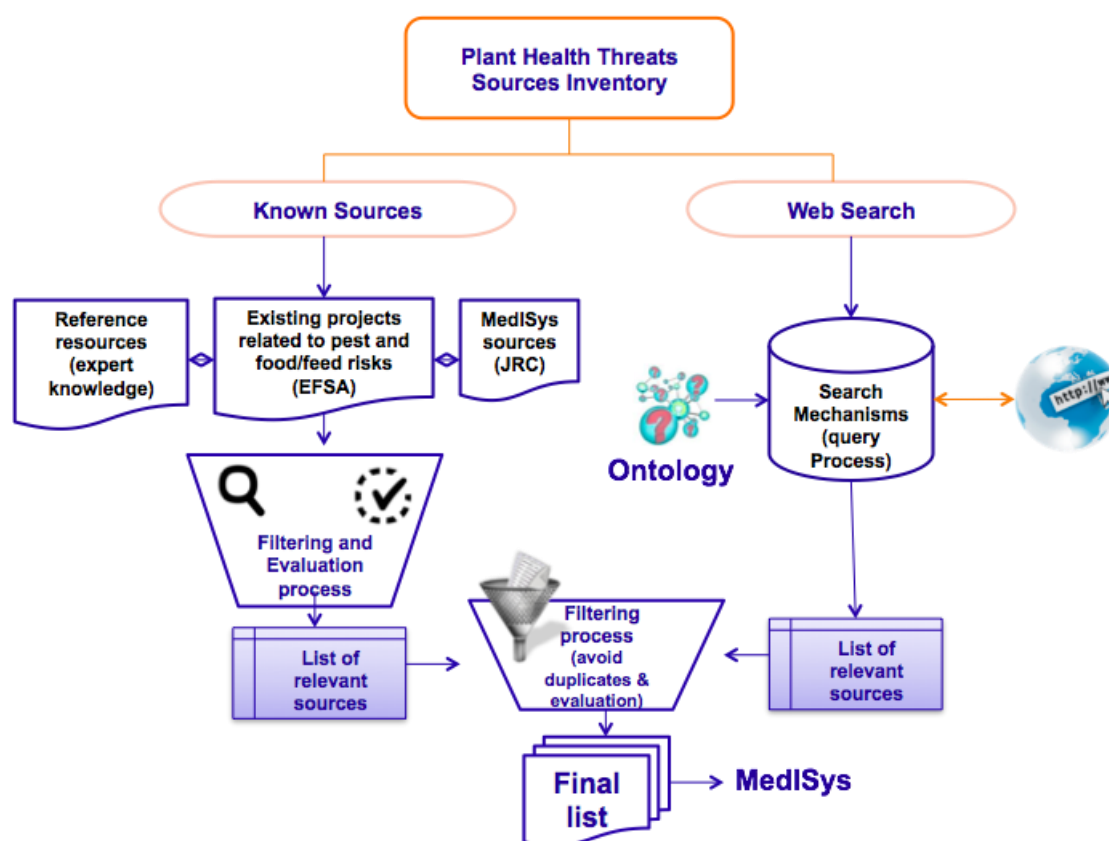 Plant Health Threats
Sources Inventory
Known Sources
Web Search
Reference
resources
(expert
knowledge)
Existing projects
related to pest and
food/feed risks
(EFSA)
MedISys
sources
(JRC)
Ontology
Search
Mechanisms
(query
Process)
http://ww
Filtering and
Evaluation
process
Filtering
process
(avoid
duplicates &
evaluation)
List of
relevant
sources
List of
relevant
sources
Final
list
MedISys